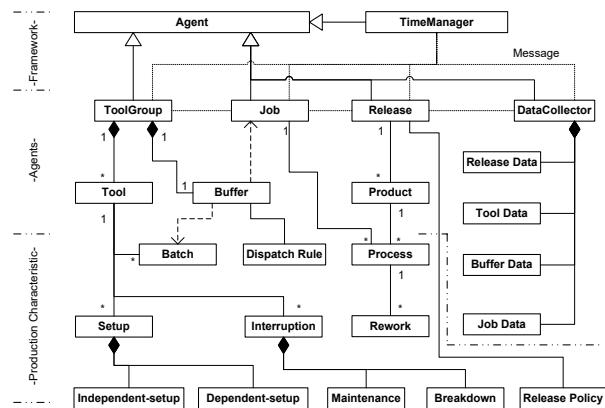 Agent
TimeManager
Message
-Framework-
ToolGroup
Job
Release
DataCollector
1
1
1
1
-Agents-
Release Data
*
1
Tool
Buffer
Product
Tool Data
1
1
*
*
*
Batch
Dispatch Rule
Process
Buffer Data
1
-Production Characteristic-
*
*
*
Setup
Interruption
Rework
Job Data
Independent-setup
Dependent-setup
Maintenance
Breakdown
Release Policy